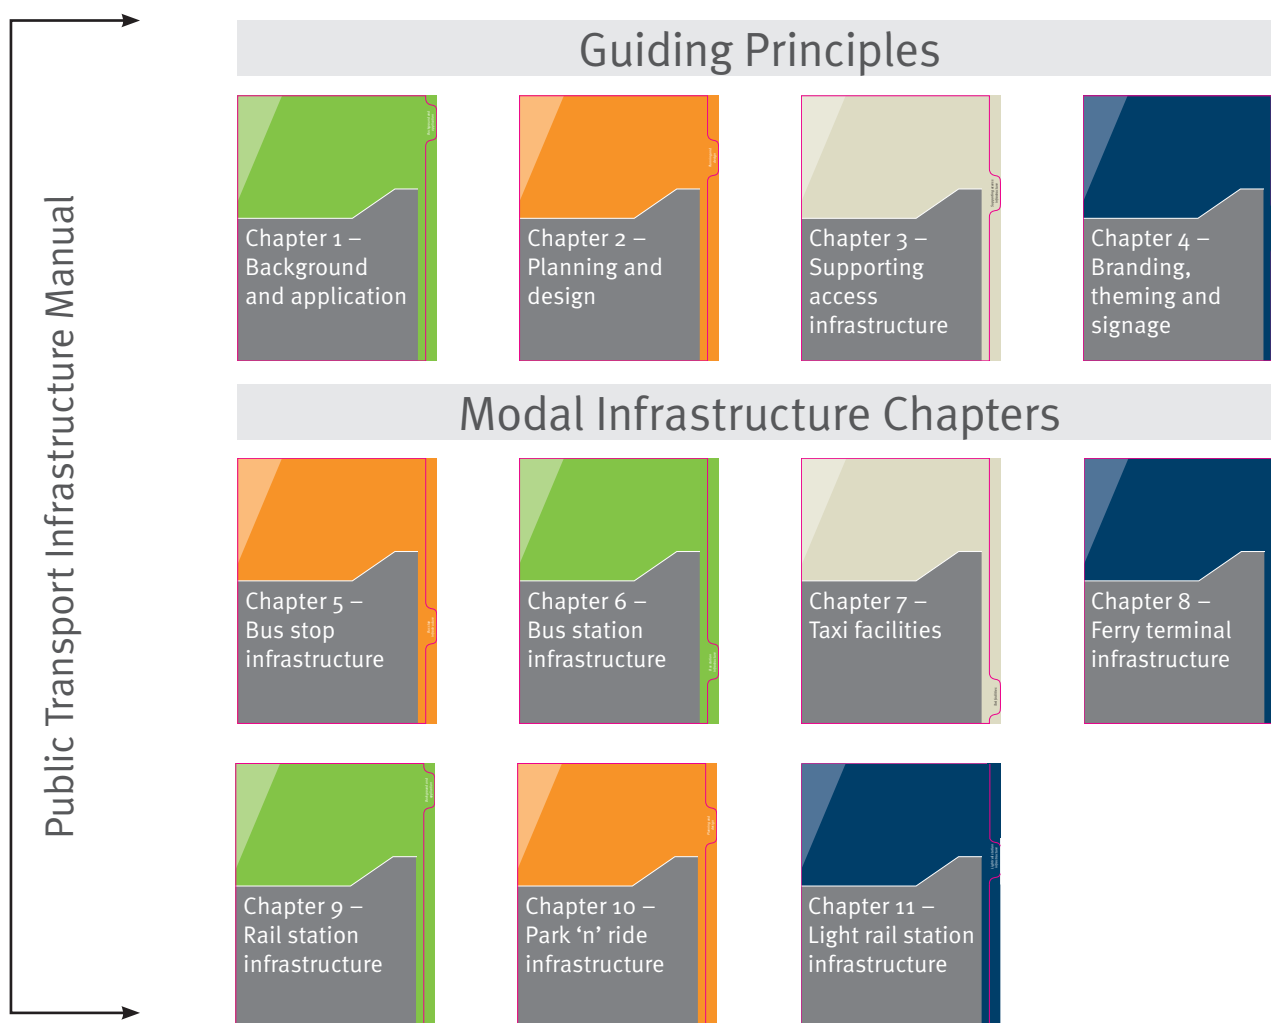 Public Transport Infrastructure Manual
Guiding Principles
Chapter 1 –
Background
and application
Chapter 2 –
Planning and
design
Chapter 3 –
Supporting
access
infrastructure
Chapter 4 –
Branding,
theming and
signage
Modal Infrastructure Chapters
Chapter 5 –
Bus stop
infrastructure
Chapter 6 –
Bus station
infrastructure
Chapter 7 –
Taxi facilities
Chapter 8 –
Ferry terminal
infrastructure
Chapter 9 –
Rail station
infrastructure
Chapter 10 –
Park ‘n’ ride
infrastructure
Chapter 11 –
Light rail station
infrastructure